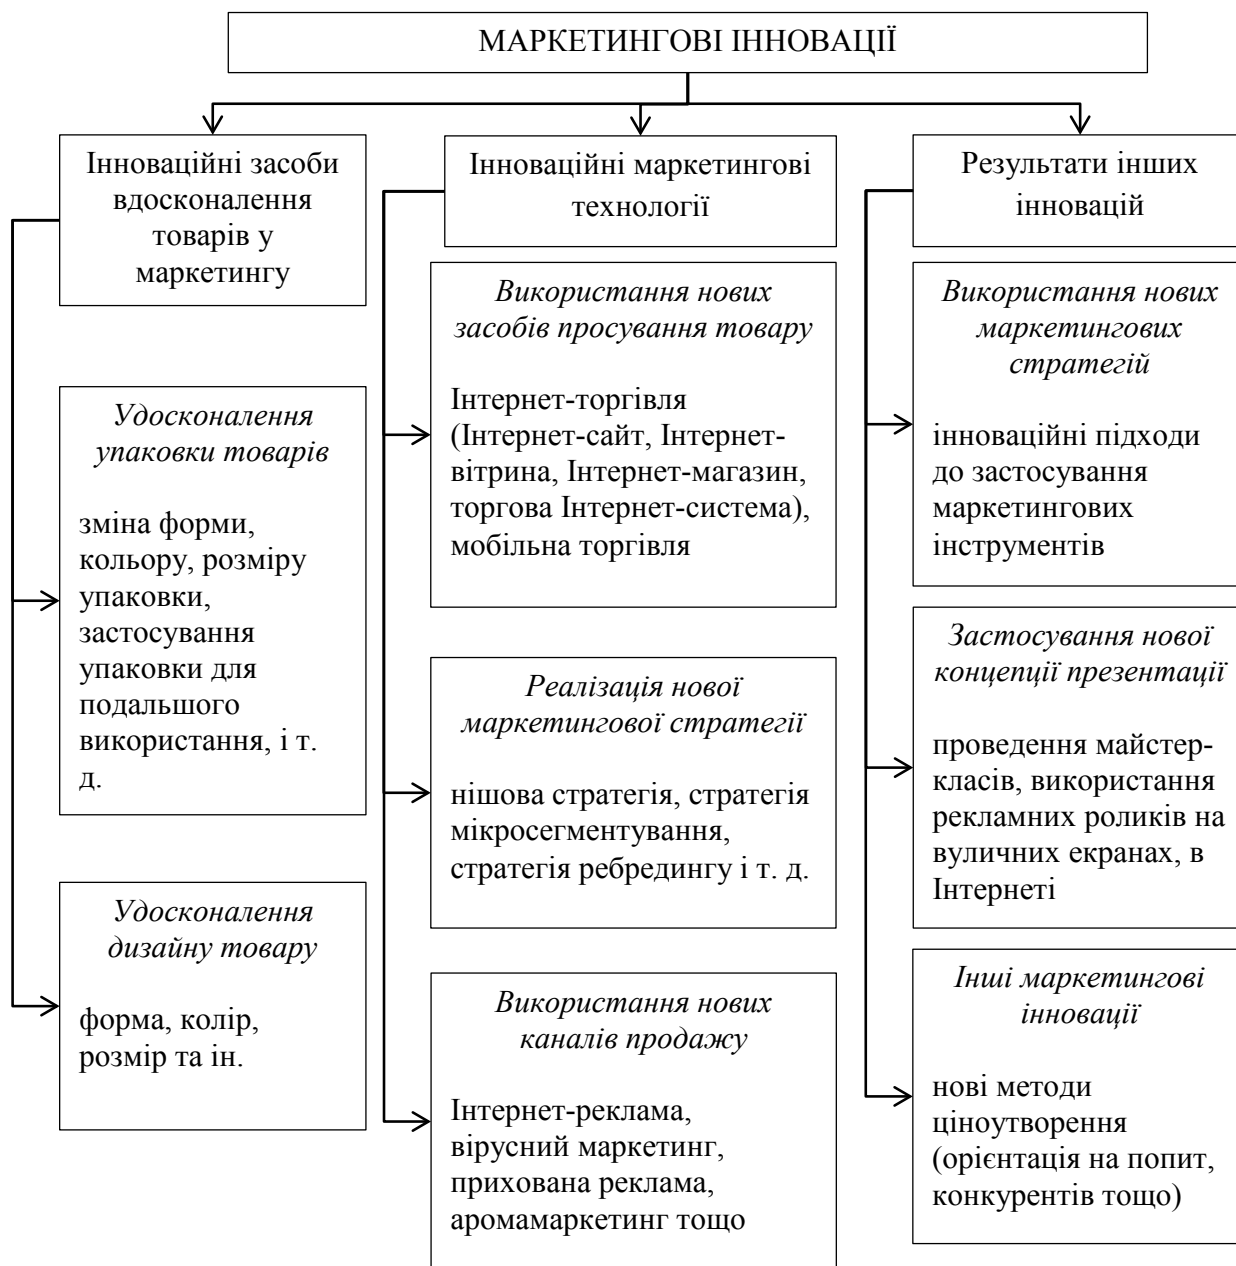 МАРКЕТИНГОВІ ІННОВАЦІЇ
Інноваційні засоби
вдосконалення
товарів у
маркетингу
Удосконалення
упаковки товарів
зміна форми,
кольору, розміру
упаковки,
застосування
упаковки для
подальшого
використання, і т.
д.
Удосконалення
дизайну товару
форма, колір,
розмір та ін.
Інноваційні маркетингові
технології
Використання нових
засобів просування товару
Інтернет-торгівля
(Інтернет-сайт, Інтернет-
вітрина, Інтернет-магазин,
торгова Інтернет-система),
мобільна торгівля
Реалізація нової
маркетингової стратегії
нішова стратегія, стратегія
мікросегментування,
стратегія ребредингу і т. д.
Використання нових
каналів продажу
Інтернет-реклама,
вірусний маркетинг,
прихована реклама,
аромамаркетинг тощо
Результати інших
інновацій
Використання нових
маркетингових
стратегій
інноваційні підходи
до застосування
маркетингових
інструментів
Застосування нової
концепції презентації
проведення майстер-
класів, використання
рекламних роликів на
вуличних екранах, в
Інтернеті
Інші маркетингові
інновації
нові методи
ціноутворення
(орієнтація на попит,
конкурентів тощо)